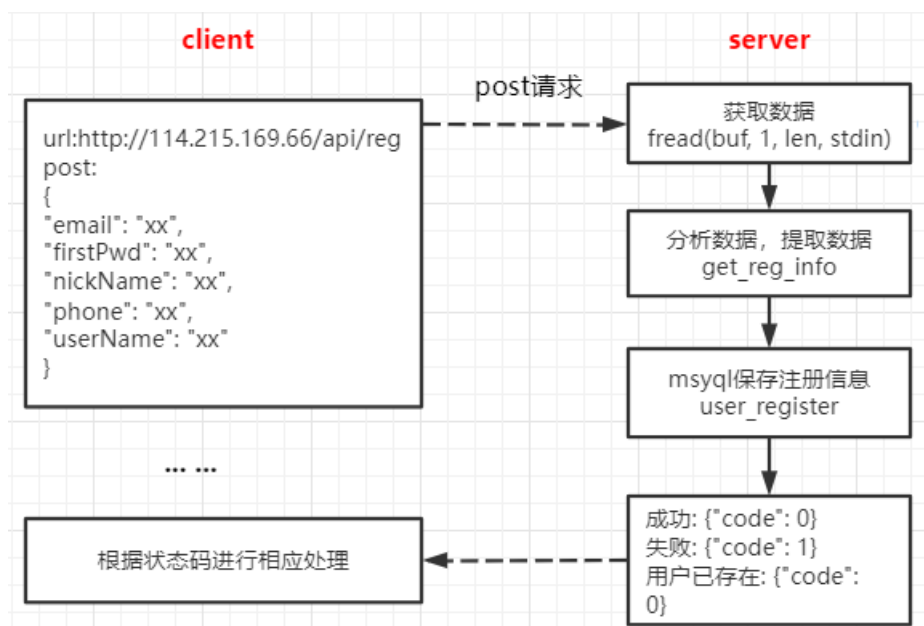 client
server
post请求
url:http://114.215.169.66/api/reg
post:
{
"email": "xx",
"firstPwd": "xx",
"nickName": "xx",
"phone": "xx",
"userName": "xx"
}
获取数据
fread(buf, 1, len, stdin)
分析数据，提取数据
get_reg_info
msyql保存注册信息
user_register
... ...
成功: {"code": 0}
失败: {"code": 1}
用户已存在: {"code":
0}
根据状态码进行相应处理